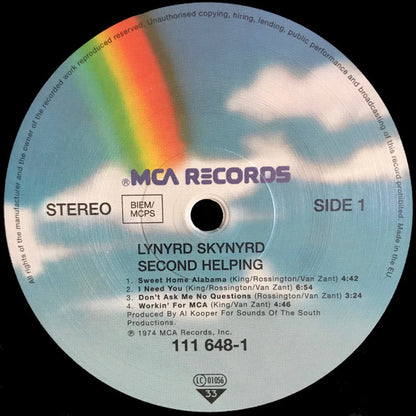 All rights of the manufacturer and the owner of the recorded work reproduced reserved. Unauthorised copying, hiring, lending, public performance and broadcasting of this record prohibited. Made in the EU.
®MCA RECORDS
STEREO
BIEM/
MCPS
SIDE 1
LYNYRD SKYNYRD
SECOND HELPING
1. Sweet Home Alabama (King/Rossington/Van Zant) 4:42
2. I Need You (King/Rossington/Van Zant) 6:54
3. Don't Ask Me No Questions (Rossington/Van Zant) 3:24
4. Workin' For MCA (King/Van Zant) 4:46
Produced By Al Kooper For Sounds Of The South
Productions.
℗ 1974 MCA Records, Inc.
111 648-1
LC 01056
33